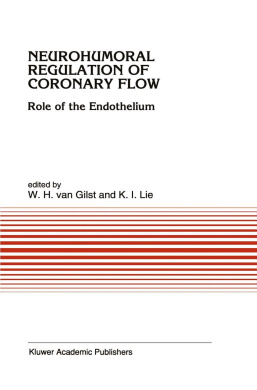 NEUROHUMORAL
REGULATION OF
CORONARY FLOW
Role of the Endothelium
edited by
W. H. van Gilst and K. I. Lie
Kluwer Academic Publishers